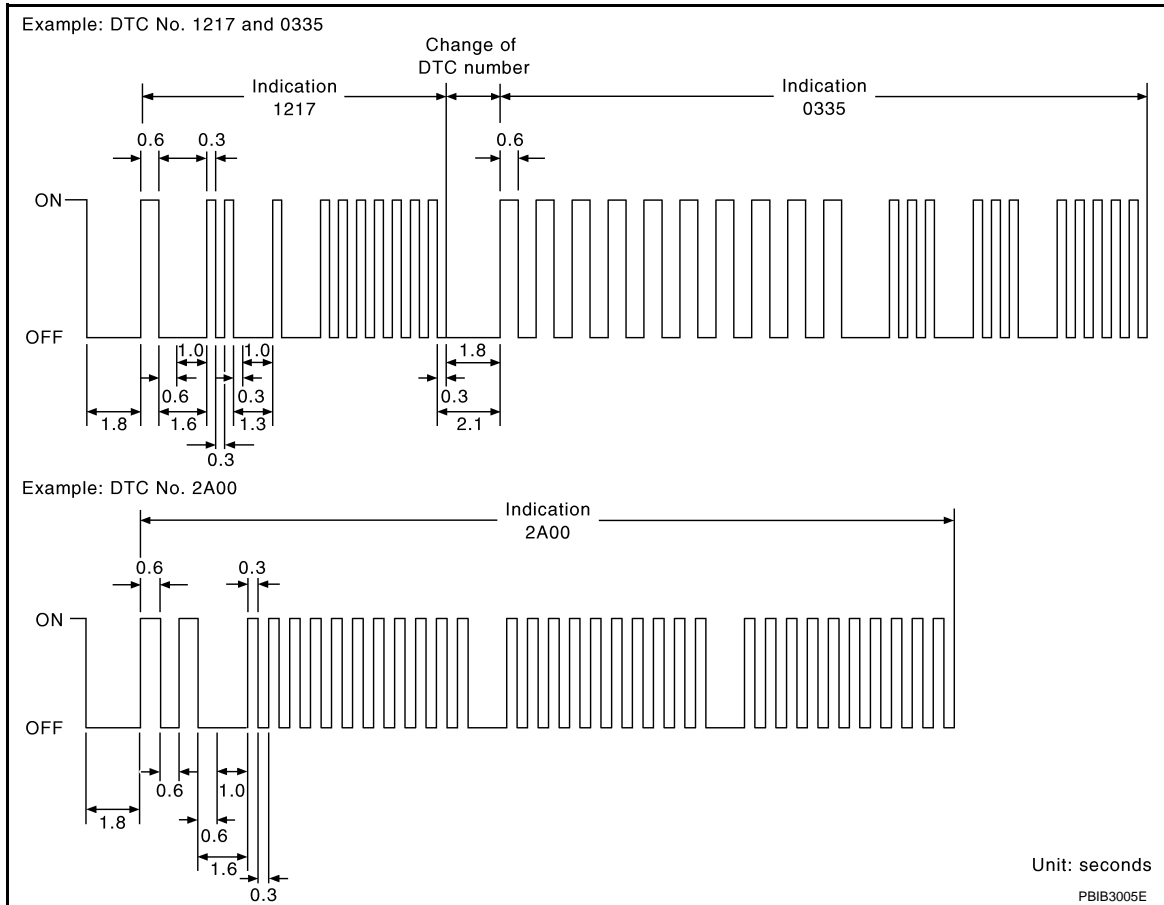 Example: DTC No. 1217 and 0335
Change of
DTC number
Indication
1217
Indication
0335
0.6
0.3
0.6
ON
OFF
1.0
1.0
1.8
0.6
0.3
0.3
1.8
1.6
1.3
2.1
0.3
Example: DTC No. 2A00
Indication
2A00
0.6
0.3
ON
OFF
0.6
1.0
1.8
0.6
1.6
0.3
Unit: seconds
PBIB3005E